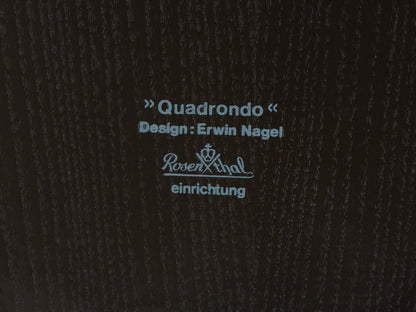 »Quadrondo«
Design: Erwin Nagel
Rosenthal
einrichtung